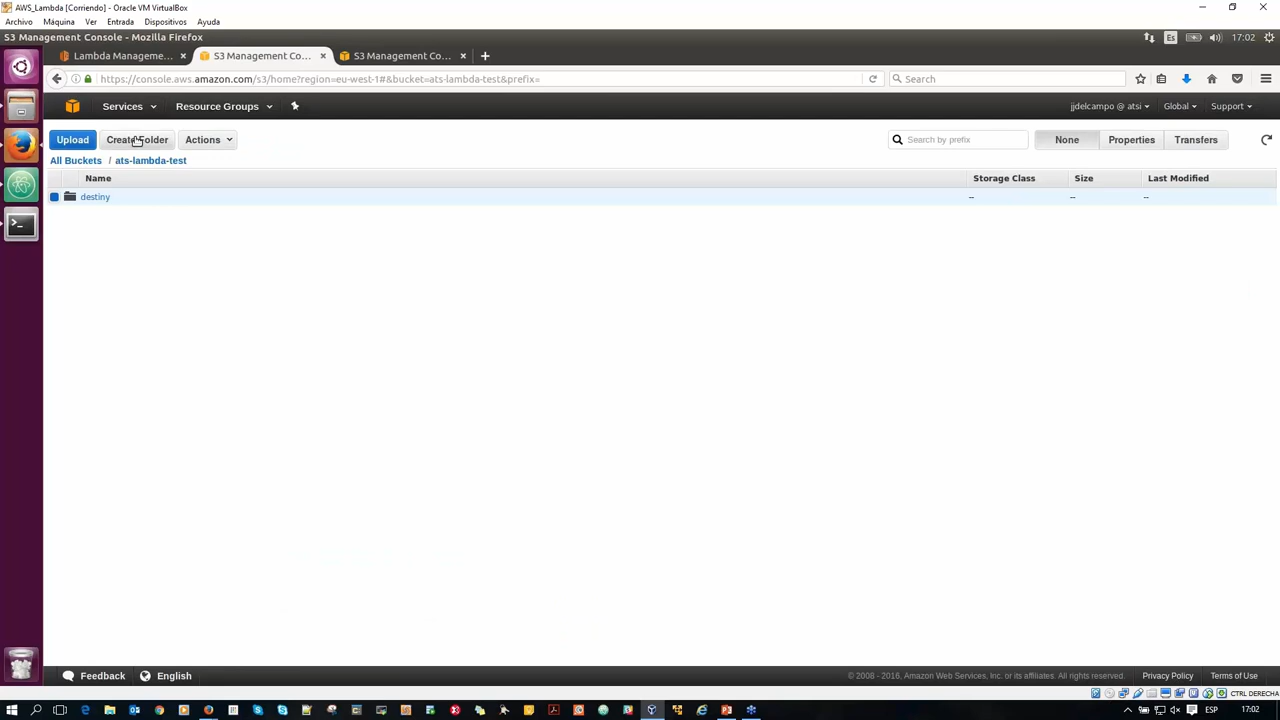 AWS_Lambda [Corriendo] - Oracle VM VirtualBox
Archivo Máquina Ver Entrada Dispositivos Ayuda
S3 Management Console - Mozilla Firefox
Es 17:02
Lambda Manageme... × S3 Management Co... × S3 Management Co... ×
https://console.aws.amazon.com/s3/home?region=eu-west-1#&bucket=ats-lambda-test&prefix=
Search
Services Resource Groups jjdelcampo @ atsi Global Support
Upload Create Folder Actions Search by prefix None Properties Transfers
All Buckets / ats-lambda-test
Name Storage Class Size Last Modified
destiny -- -- --
Feedback English © 2008 - 2016, Amazon Web Services, Inc. or its affiliates. All rights reserved. Privacy Policy Terms of Use
CTRL DERECHA
ESP 17:02